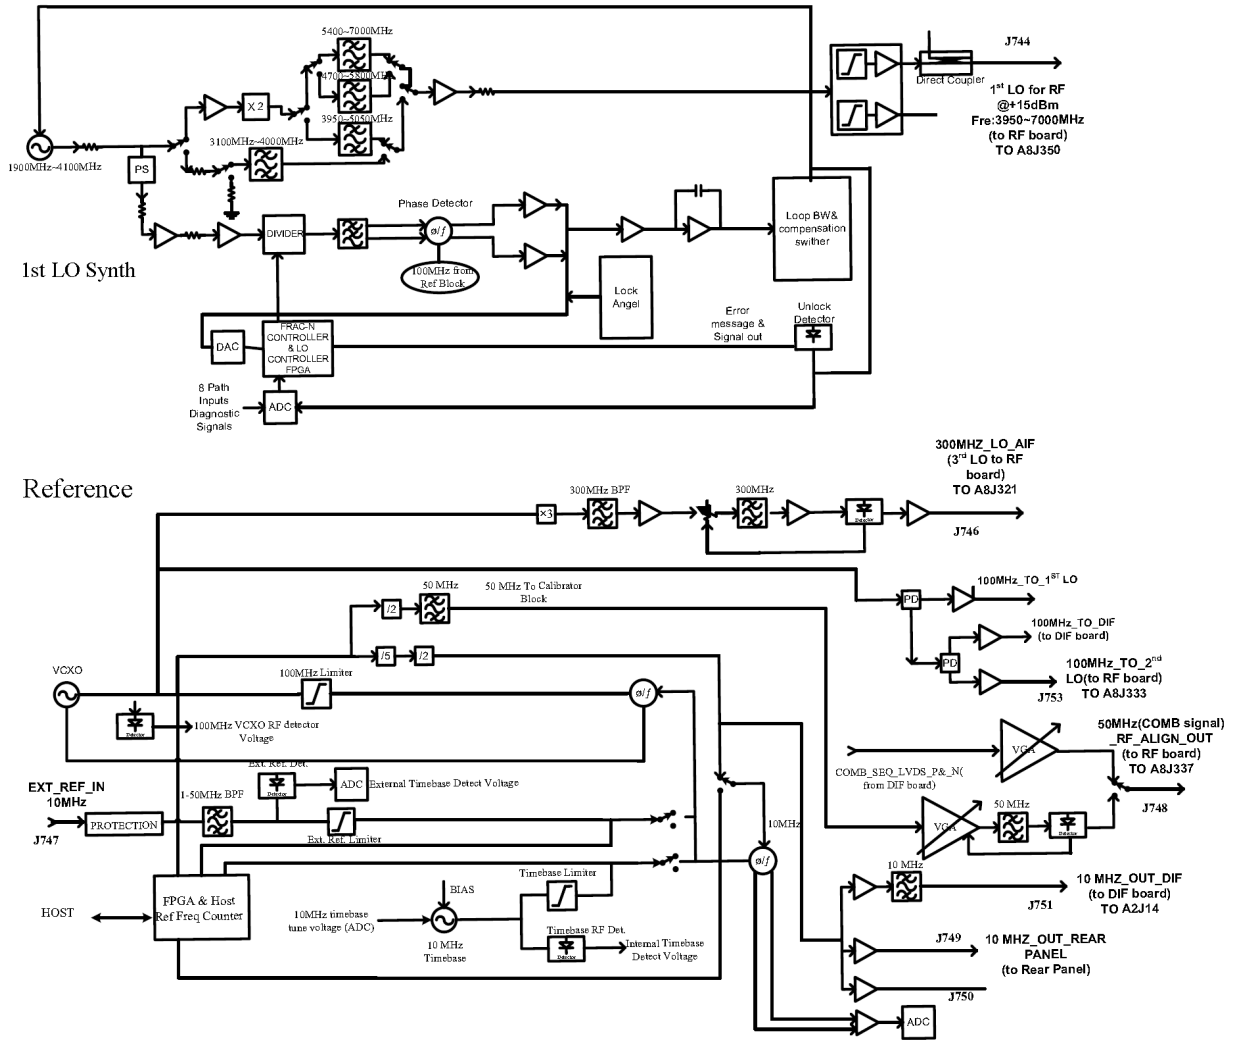 5400~7000MHz
J744
4700~5800MHz
Direct Coupler
X 2
1st LO for RF
@+15dBm
Fre:3950~7000MHz
(to RF board)
TO A8J350
3950~5050MHz
3100MHz~4000MHz
1900MHz~4100MHz
PS
Phase Detector
DIVIDER
ø/f
Loop BW&
compensation
swither
1st LO Synth
100MHz from
Ref Block
Lock
Angel
Error
message &
Signal out
Unlock
Detector
FRAC-N
CONTROLLER
& LO
CONTROLLER
FPGA
DAC
8 Path
Inputs
Diagnostic
Signals
ADC
300MHZ_LO_AIF
(3rd LO to RF
board)
TO A8J321
Reference
300MHz BPF
300MHz
×3
Detector
J746
50 MHz
50 MHz To Calibrator
Block
100MHz_TO_1ST LO
PD
/2
100MHz_TO_DIF
(to DIF board)
/5
/2
PD
VCXO
100MHz Limiter
ø/f
100MHz_TO_2nd
LO(to RF board)
TO A8J333
J753
Detector
100MHz VCXO RF detector
Voltage
50MHz(COMB signal)
_RF_ALIGN_OUT
(to RF board)
TO A8J337
VGA
Ext. Ref. Det.
COMB_SEQ_LVDS_P&_N(
from DIF board)
EXT_REF_IN
10MHz
Detector
ADC
External Timebase Detect Voltage
1-50MHz BPF
J748
50 MHz
PROTECTION
VGA
Detector
J747
Ext. Ref. Limiter
10MHz
ø/f
10 MHz
Timebase Limiter
BIAS
10 MHZ_OUT_DIF
(to DIF board)
TO A2J14
J751
FPGA & Host
Ref Freq Counter
HOST
10MHz timebase
tune voltage (ADC)
Timebase RF Det.
10 MHz
Timebase
Detector
Internal Timebase
Detect Voltage
J749
10 MHZ_OUT_REAR
PANEL
(to Rear Panel)
J750
ADC